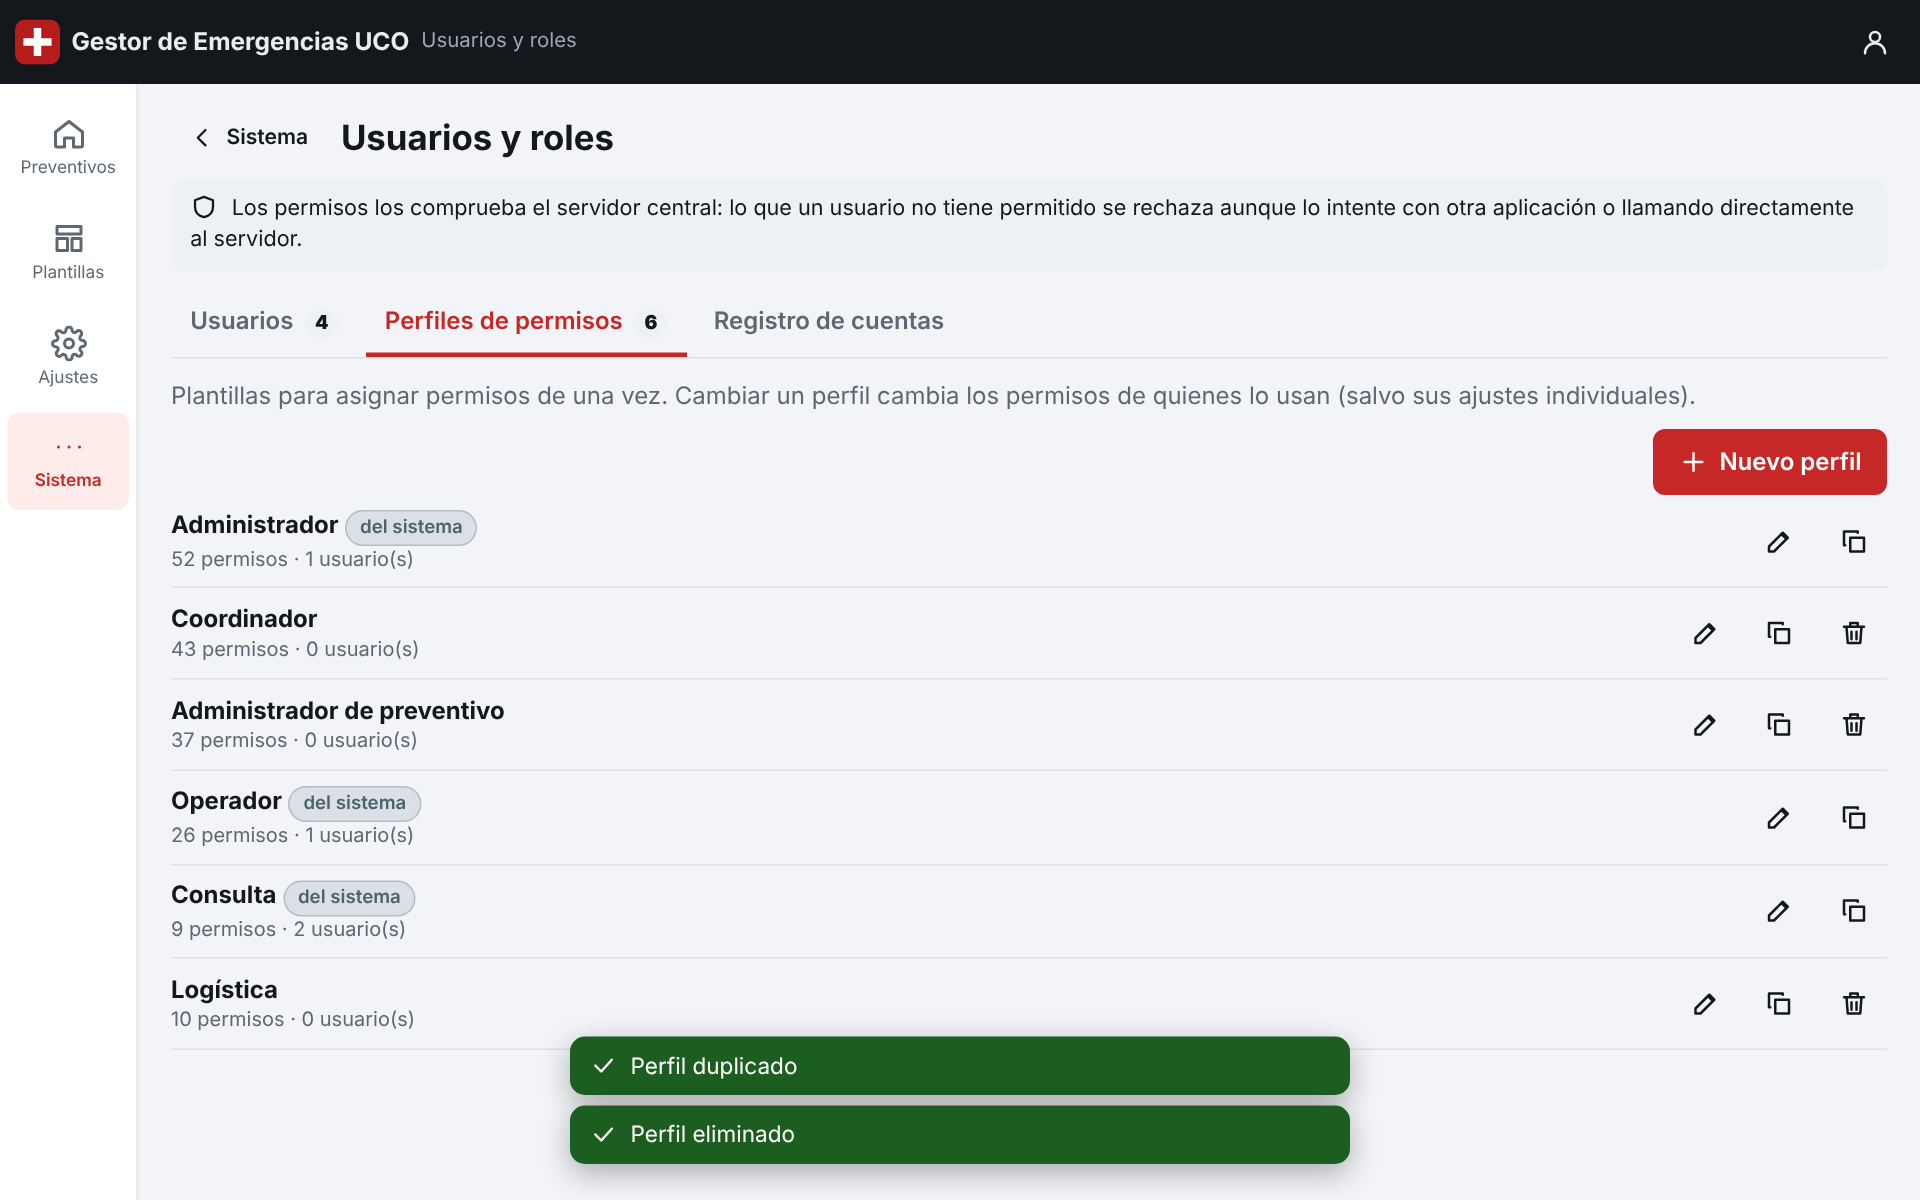 Gestor de Emergencias UCO Usuarios y roles
Preventivos
Plantillas
Ajustes
Sistema
Sistema Usuarios y roles
Los permisos los comprueba el servidor central: lo que un usuario no tiene permitido se rechaza aunque lo intente con otra aplicación o llamando directamente
al servidor.
Usuarios 4 Perfiles de permisos 6 Registro de cuentas
Plantillas para asignar permisos de una vez. Cambiar un perfil cambia los permisos de quienes lo usan (salvo sus ajustes individuales).
Nuevo perfil
Administrador del sistema
52 permisos · 1 usuario(s)
Coordinador
43 permisos · 0 usuario(s)
Administrador de preventivo
37 permisos · 0 usuario(s)
Operador del sistema
26 permisos · 1 usuario(s)
Consulta del sistema
9 permisos · 2 usuario(s)
Logística
10 permisos · 0 usuario(s)
Perfil duplicado
Perfil eliminado